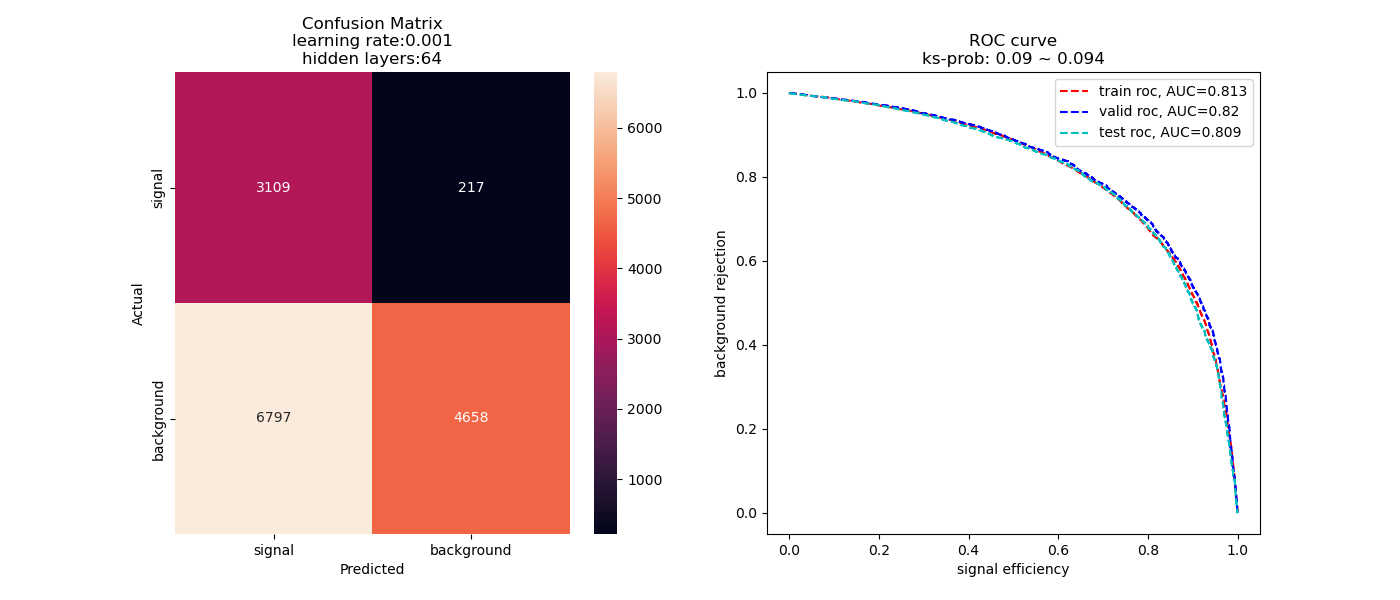 Confusion Matrix
learning rate:0.001
hidden layers:64
signal
background
Actual
3109
217
6797
4658
signal
background
Predicted
6000
5000
4000
3000
2000
1000
ROC curve
ks-prob: 0.09 ~ 0.094
train roc, AUC=0.813
valid roc, AUC=0.82
test roc, AUC=0.809
background rejection
1.0
0.8
0.6
0.4
0.2
0.0
0.0
0.2
0.4
0.6
0.8
1.0
signal efficiency